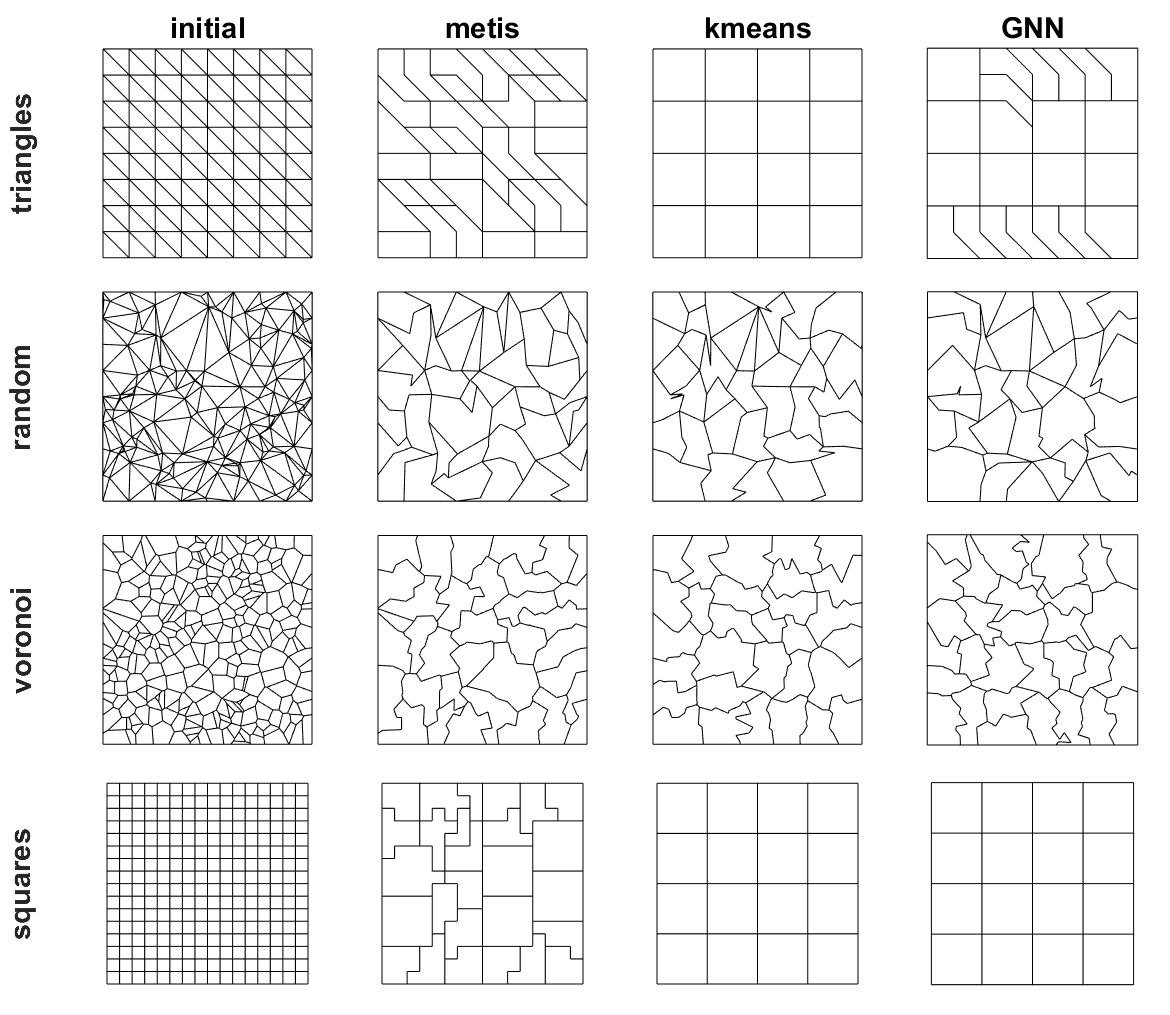 initial metis kmeans GNN
triangles
random
voronoi
squares